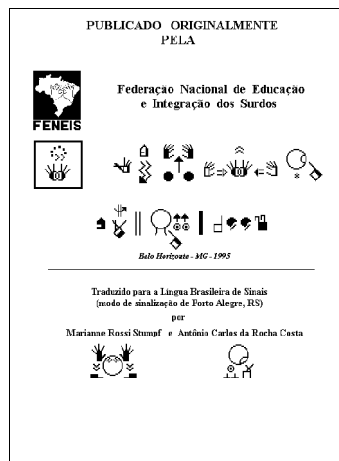 PUBLICADO ORIGINALMENTE
PELA
FENEIS
Federação Nacional de Educação
e Integração dos Surdos
Belo Horizonte - MG - 1995
Traduzido para a Língua Brasileira de Sinais
(modo de sinalização de Porto Alegre, RS)
por
Marianne Rossi Stumpf e Antônio Carlos da Rocha Costa